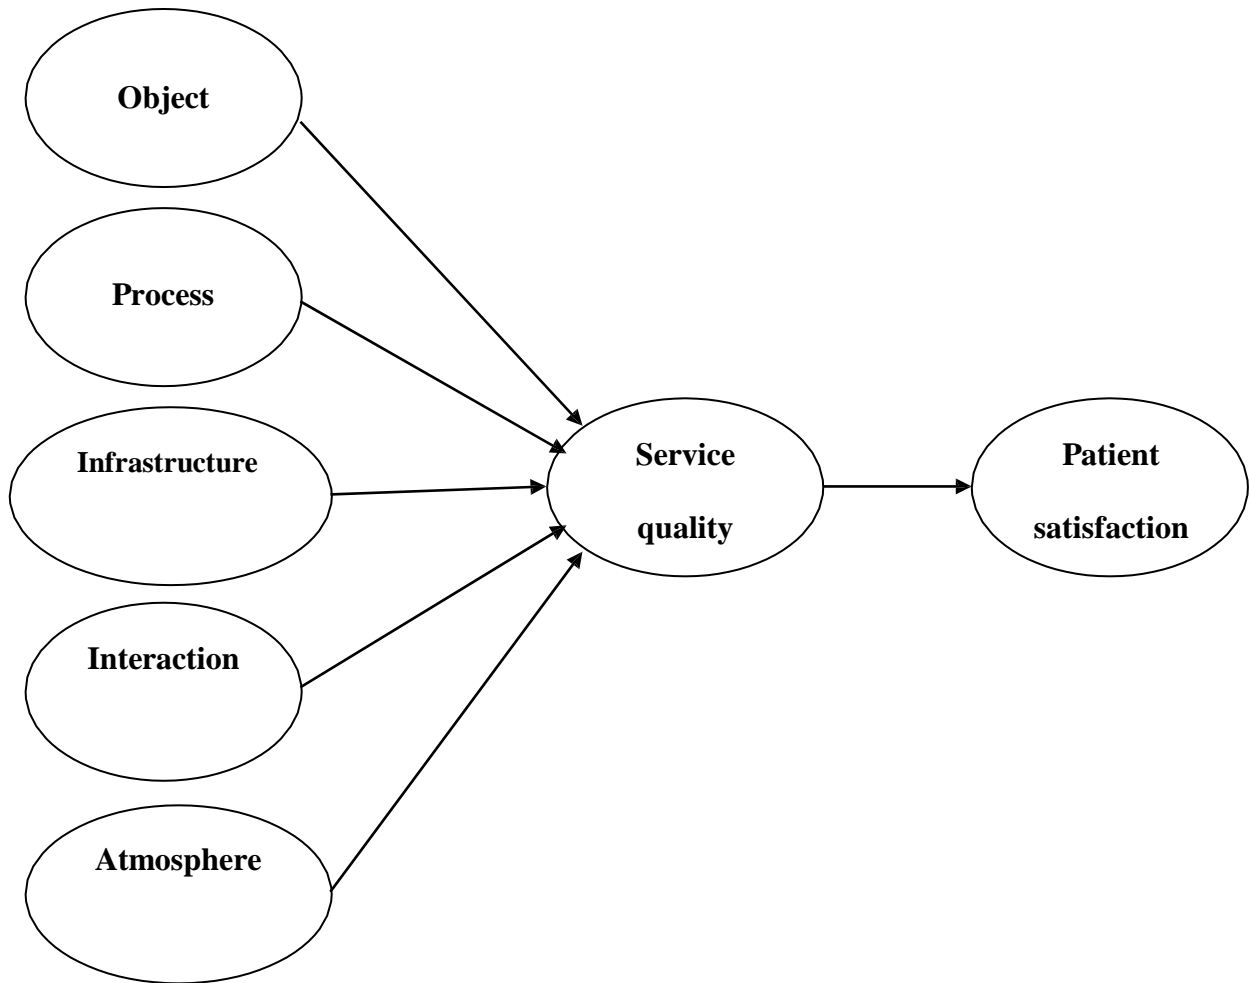 Object
Process
Infrastructure
Interaction
Atmosphere
Service
quality
Patient
satisfaction